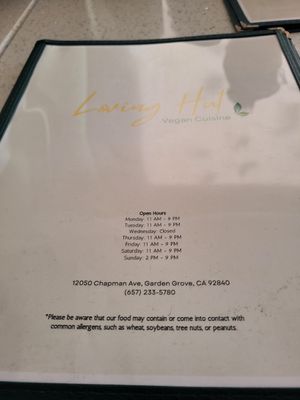 Loving Hut
Vegan Cuisine
Open Hours
Monday: 11 AM - 9 PM
Tuesday: 11 AM - 9 PM
Wednesday: Closed
Thursday: 11 AM - 9 PM
Friday: 11 AM - 9 PM
Saturday: 11 AM - 9 PM
Sunday: 2 PM - 9 PM
12050 Chapman Ave, Garden Grove, CA 92840
(657) 233-5780
*Please be aware that our food may contain or come into contact with
common allergens, such as wheat, soybeans, tree nuts, or peanuts.